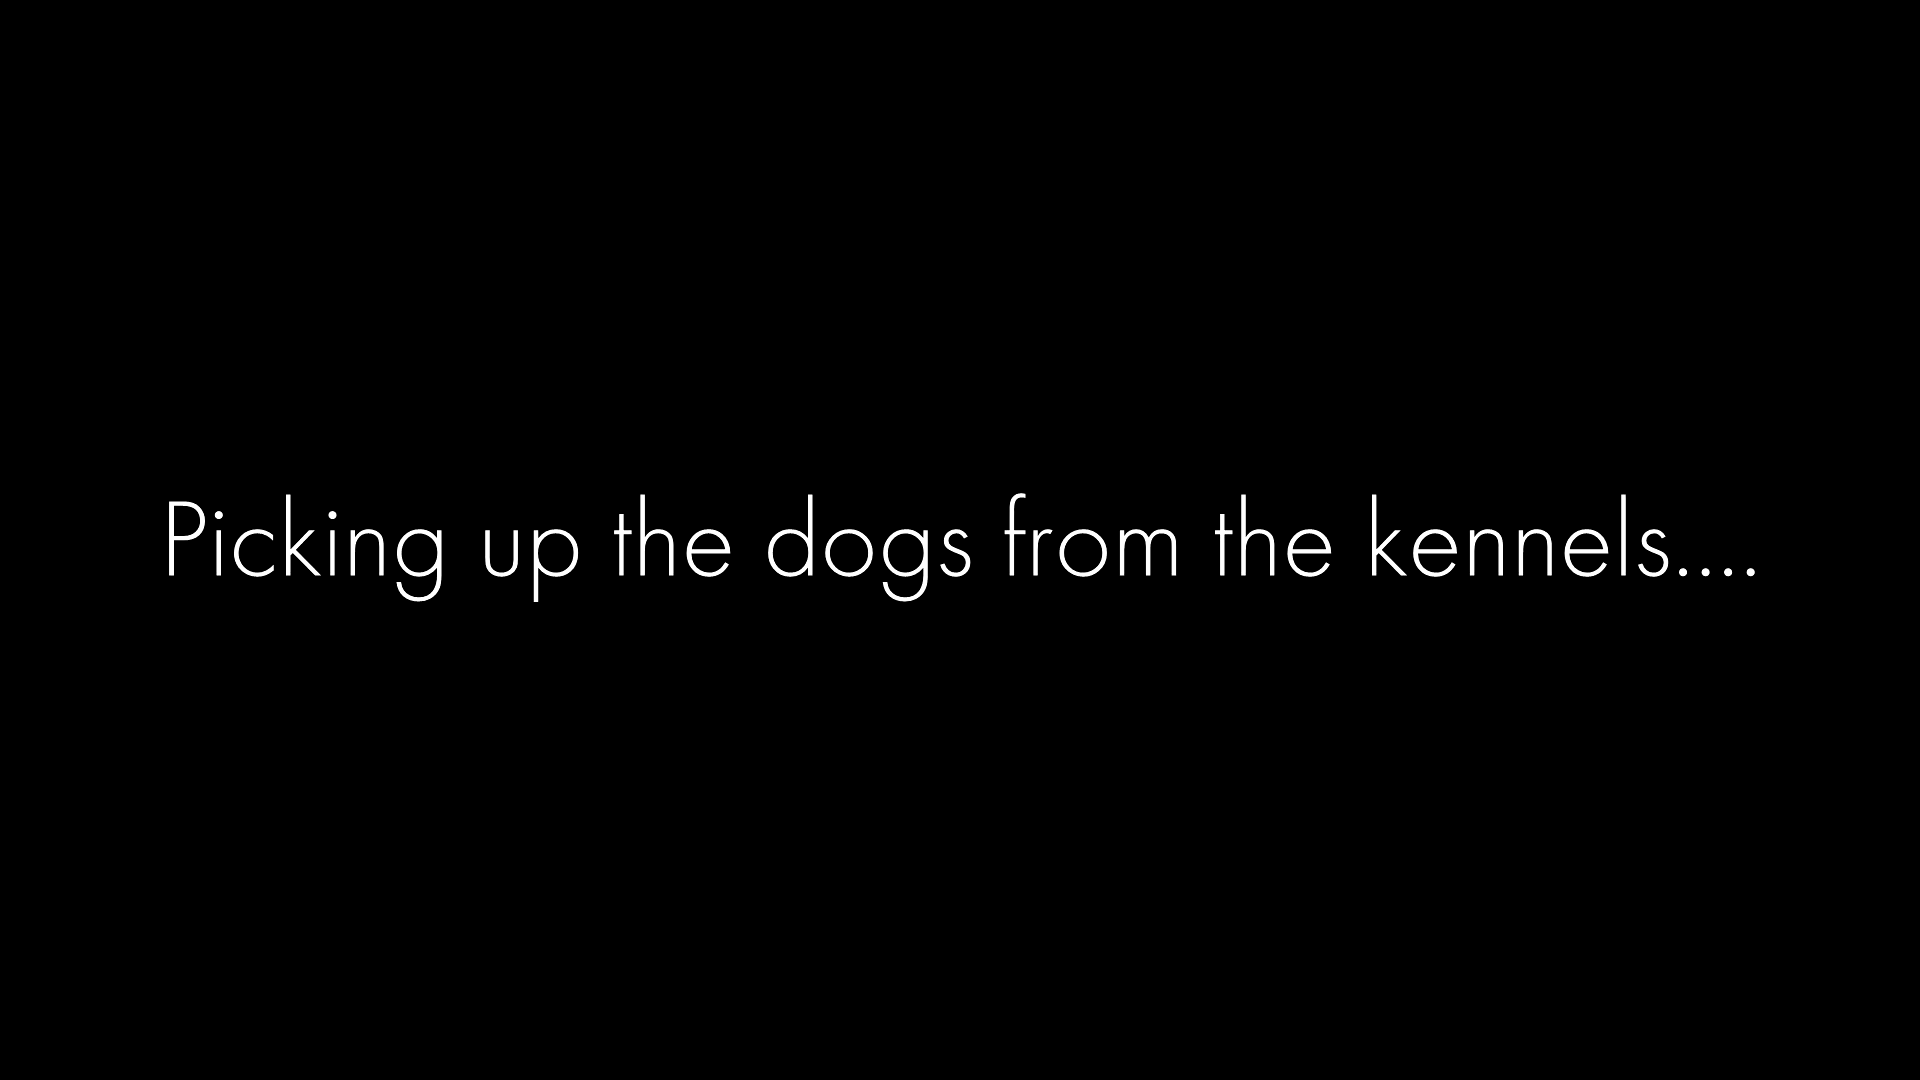 Picking up the dogs from the kennels....